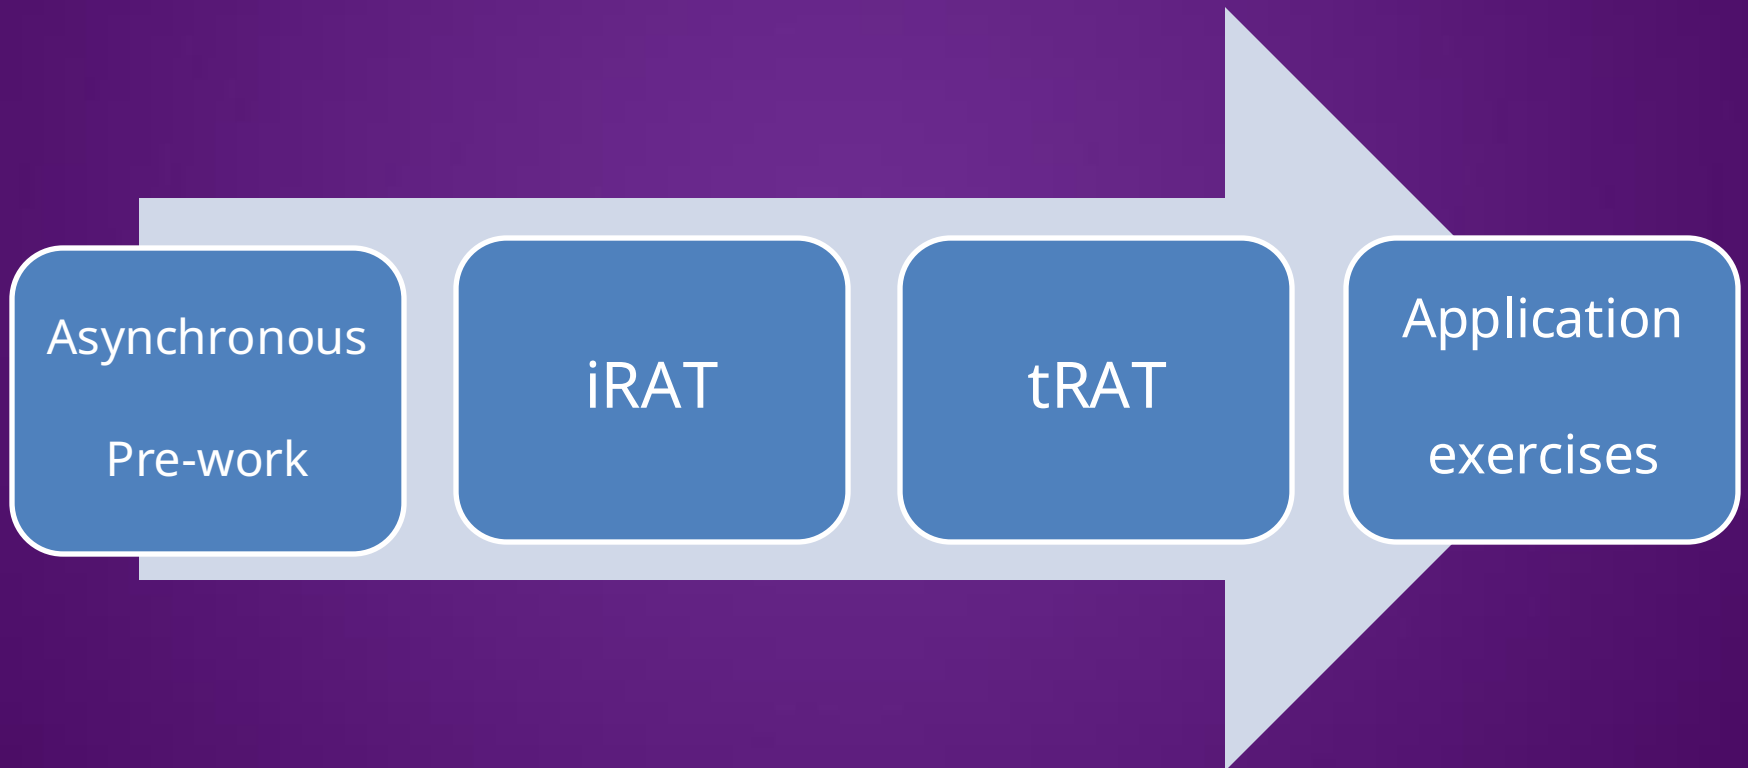 Asynchronous
Pre-work
iRAT
tRAT
Application
exercises